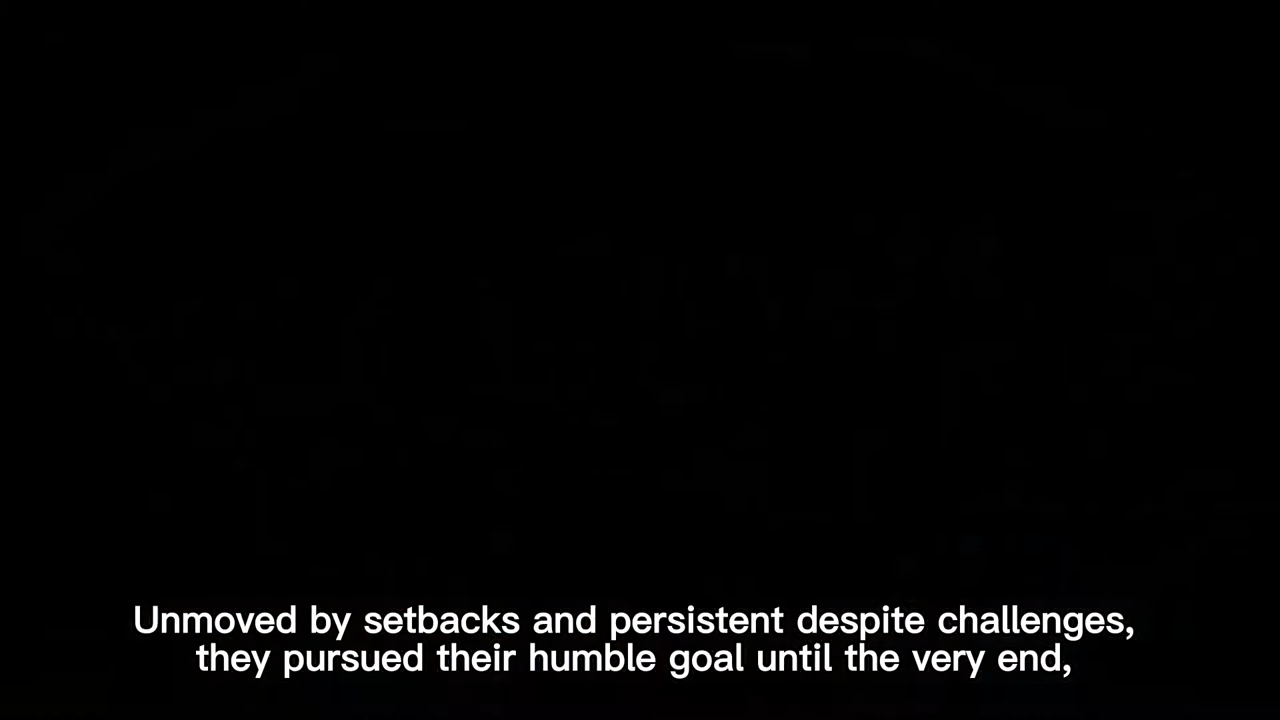 Unmoved by setbacks and persistent despite challenges,
they pursued their humble goal until the very end,